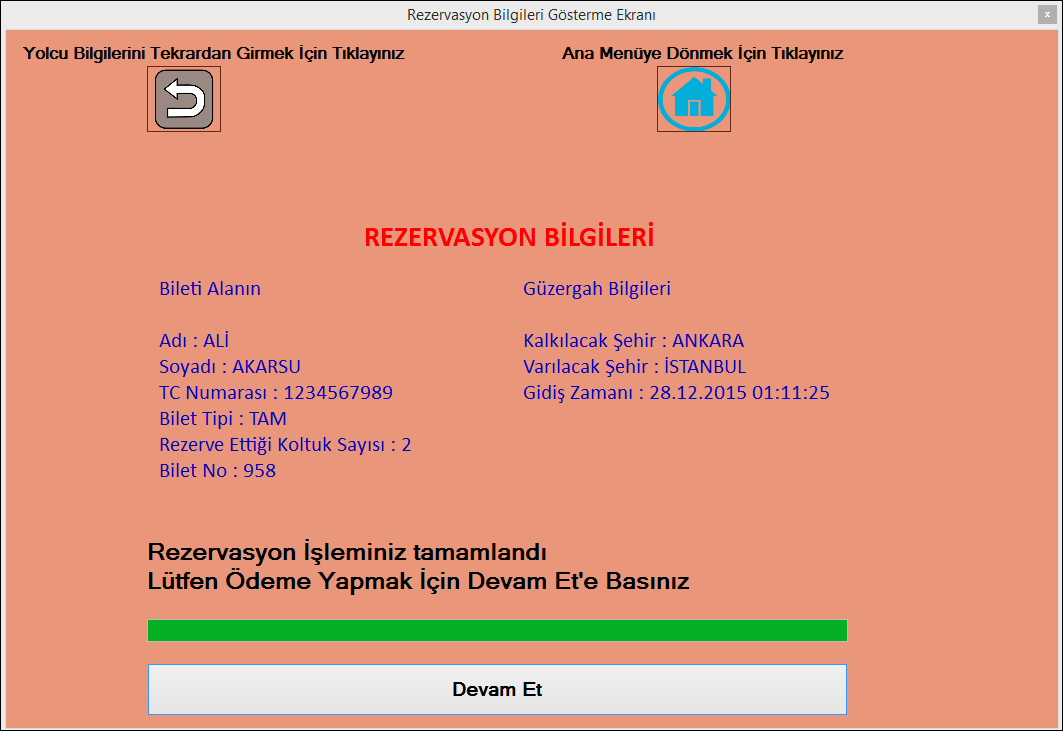 Rezervasyon Bilgileri Gösterme Ekranı
x
Yolcu Bilgilerini Tekrardan Girmek İçin Tıklayınız
Ana Menüye Dönmek İçin Tıklayınız
REZERVASYON BİLGİLERİ
Bileti Alanın
Adı : ALİ
Soyadı : AKARSU
TC Numarası : 1234567989
Bilet Tipi : TAM
Rezerve Ettiği Koltuk Sayısı : 2
Bilet No : 958
Güzergah Bilgileri
Kalkılacak Şehir : ANKARA
Varılacak Şehir : İSTANBUL
Gidiş Zamanı : 28.12.2015 01:11:25
Rezervasyon İşleminiz tamamlandı
Lütfen Ödeme Yapmak İçin Devam Et'e Basınız
Devam Et